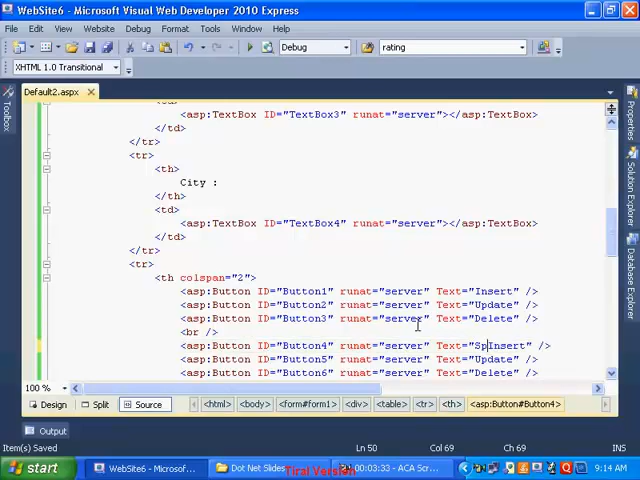 WebSite6 - Microsoft Visual Web Developer 2010 Express
File Edit View Website Debug Format Tools Window Help
Debug rating
XHTML 1.0 Transitional
Default2.aspx
Toolbox
Properties
Solution Explorer
Database Explorer
<asp:TextBox ID="TextBox3" runat="server"></asp:TextBox>
</td>
</tr>
<tr>
<th>
City :
</th>
<td>
<asp:TextBox ID="TextBox4" runat="server"></asp:TextBox>
</td>
</tr>
<tr>
<th colspan="2">
<asp:Button ID="Button1" runat="server" Text="Insert" />
<asp:Button ID="Button2" runat="server" Text="Update" />
<asp:Button ID="Button3" runat="server" Text="Delete" />
<br />
<asp:Button ID="Button4" runat="server" Text="SpInsert" />
<asp:Button ID="Button5" runat="server" Text="Update" />
<asp:Button ID="Button6" runat="server" Text="Delete" />
100 %
Design Split Source <html> <body> <form#form1> <div> <table> <tr> <th> <asp:Button#Button4>
Output
Item(s) Saved Ln 50 Col 69 Ch 69 INS
start WebSite6 - Microsof... Dot Net Slides 00:03:33 - ACA Scr... 9:14 AM
Tiral Version